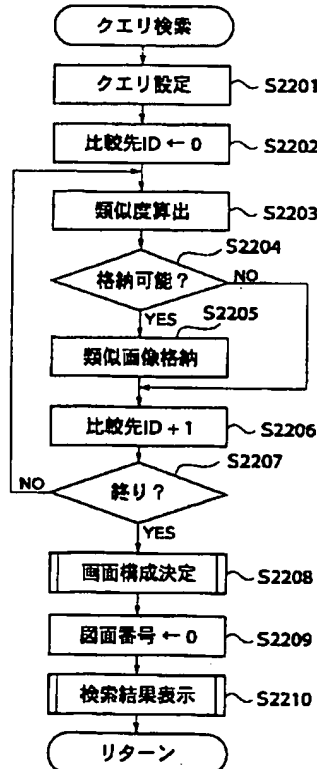 クエリ検索
クエリ設定 S2201
比較先ID ← 0 S2202
類似度算出 S2203
S2204
格納可能? NO
YES S2205
類似画像格納
比較先ID + 1 S2206
S2207
NO 終り?
YES
画面構成決定 S2208
図面番号 ← 0 S2209
検索結果表示 S2210
リターン